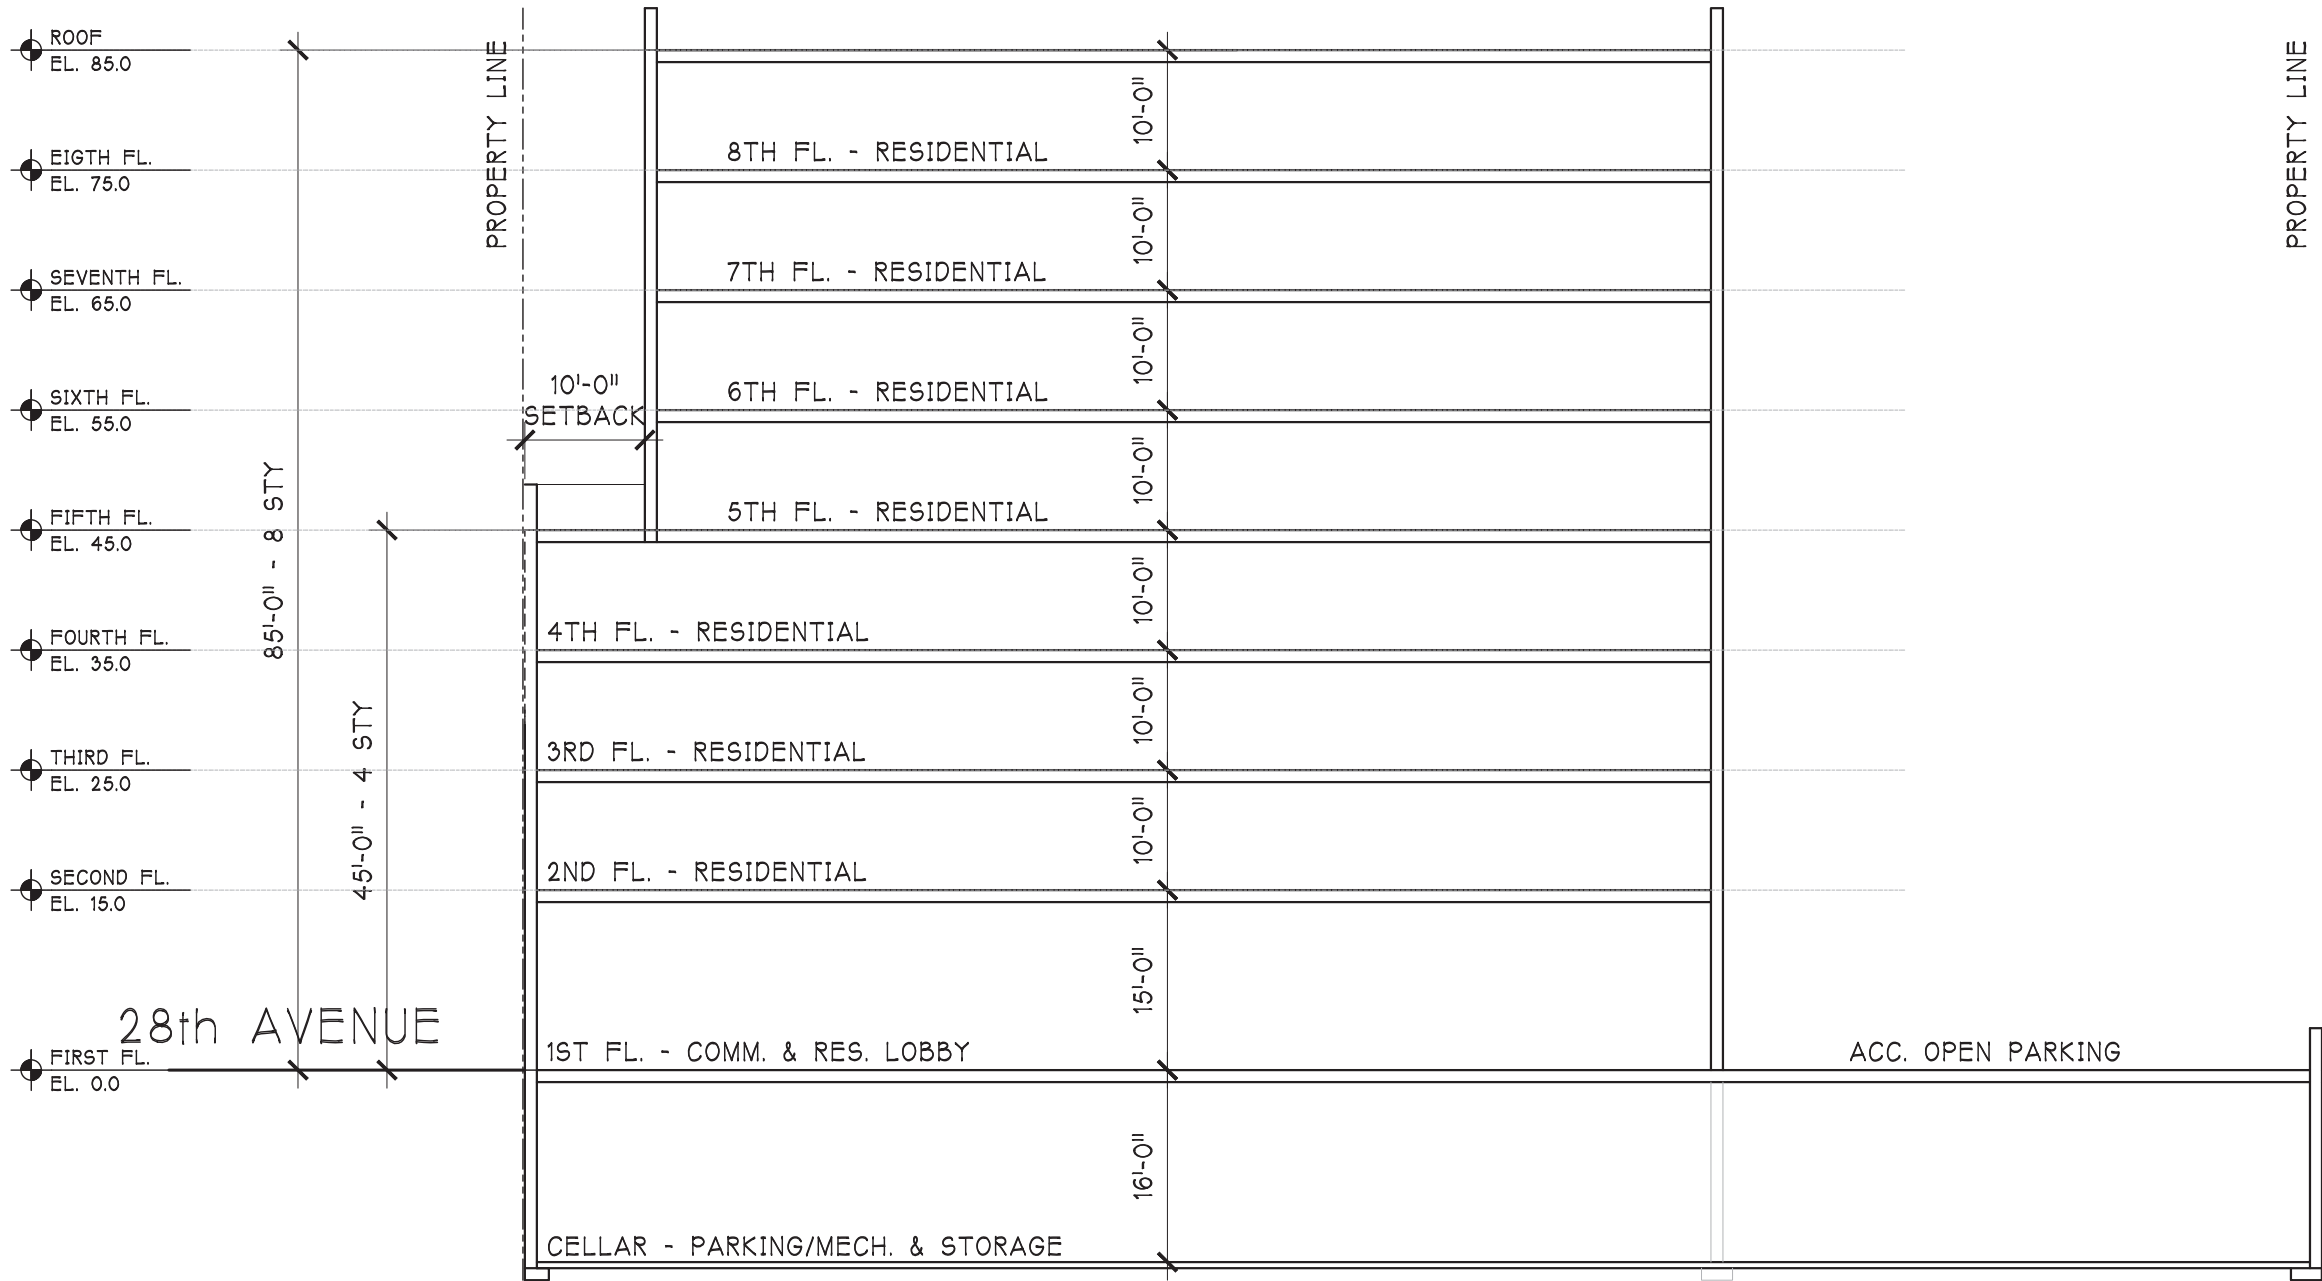 ROOF
EL. 85.0
EIGTH FL.
EL. 75.0
SEVENTH FL.
EL. 65.0
SIXTH FL.
EL. 55.0
FIFTH FL.
EL. 45.0
FOURTH FL.
EL. 35.0
THIRD FL.
EL. 25.0
SECOND FL.
EL. 15.0
28th AVENUE
FIRST FL.
EL. 0.0
85'-0" - 8 STY
45'-0" - 4 STY
PROPERTY LINE
10'-0"
SETBACK
10'-0"
8TH FL. - RESIDENTIAL
10'-0"
7TH FL. - RESIDENTIAL
10'-0"
6TH FL. - RESIDENTIAL
10'-0"
5TH FL. - RESIDENTIAL
10'-0"
4TH FL. - RESIDENTIAL
10'-0"
3RD FL. - RESIDENTIAL
10'-0"
2ND FL. - RESIDENTIAL
15'-0"
1ST FL. - COMM. & RES. LOBBY
16'-0"
CELLAR - PARKING/MECH. & STORAGE
ACC. OPEN PARKING
PROPERTY LINE